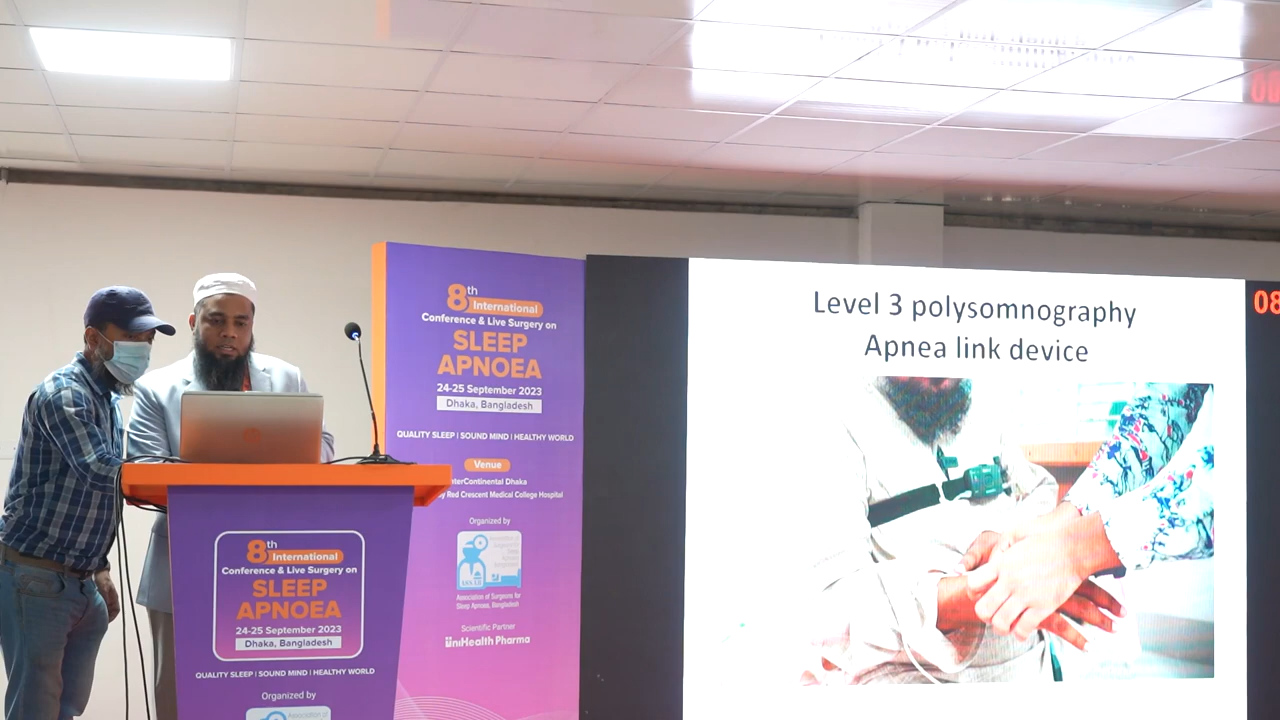 8th
International
Conference & Live Surgery on
SLEEP
APNOEA
24-25 September 2023
Dhaka, Bangladesh
QUALITY SLEEP | SOUND MIND | HEALTHY WORLD
Venue
Dhaka
Red Crescent Medical College Hospital
Organized by
Association of Surgeons for
Sleep Apnoea, Bangladesh
Scientific Partner
UniHealth Pharma
Level 3 polysomnography
Apnea link device
08
8th
International
Conference & Live Surgery on
SLEEP
APNOEA
24-25 September 2023
Dhaka, Bangladesh
QUALITY SLEEP | SOUND MIND | HEALTHY WORLD
Organized by
Association of